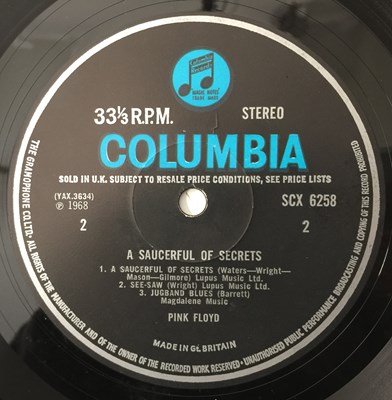 Columbia
MAGIC NOTES
TRADE MARK
33⅓ R.P.M.
STEREO
COLUMBIA
SOLD IN U.K. SUBJECT TO RESALE PRICE CONDITIONS, SEE PRICE LISTS
(YAX.3634)
℗ 1968
SCX 6258
2
2
A SAUCERFUL OF SECRETS
1. A SAUCERFUL OF SECRETS (Waters—Wright—
Mason—Gilmore) Lupus Music Ltd.
2. SEE-SAW (Wright) Lupus Music Ltd.
3. JUGBAND BLUES (Barrett)
Magdalene Music
PINK FLOYD
MADE IN GT. BRITAIN
THE GRAMOPHONE CO. LTD. ALL RIGHTS OF THE MANUFACTURER AND OF THE OWNER OF THE RECORDED WORK RESERVED · UNAUTHORISED PUBLIC PERFORMANCE BROADCASTING AND COPYING OF THIS RECORD PROHIBITED